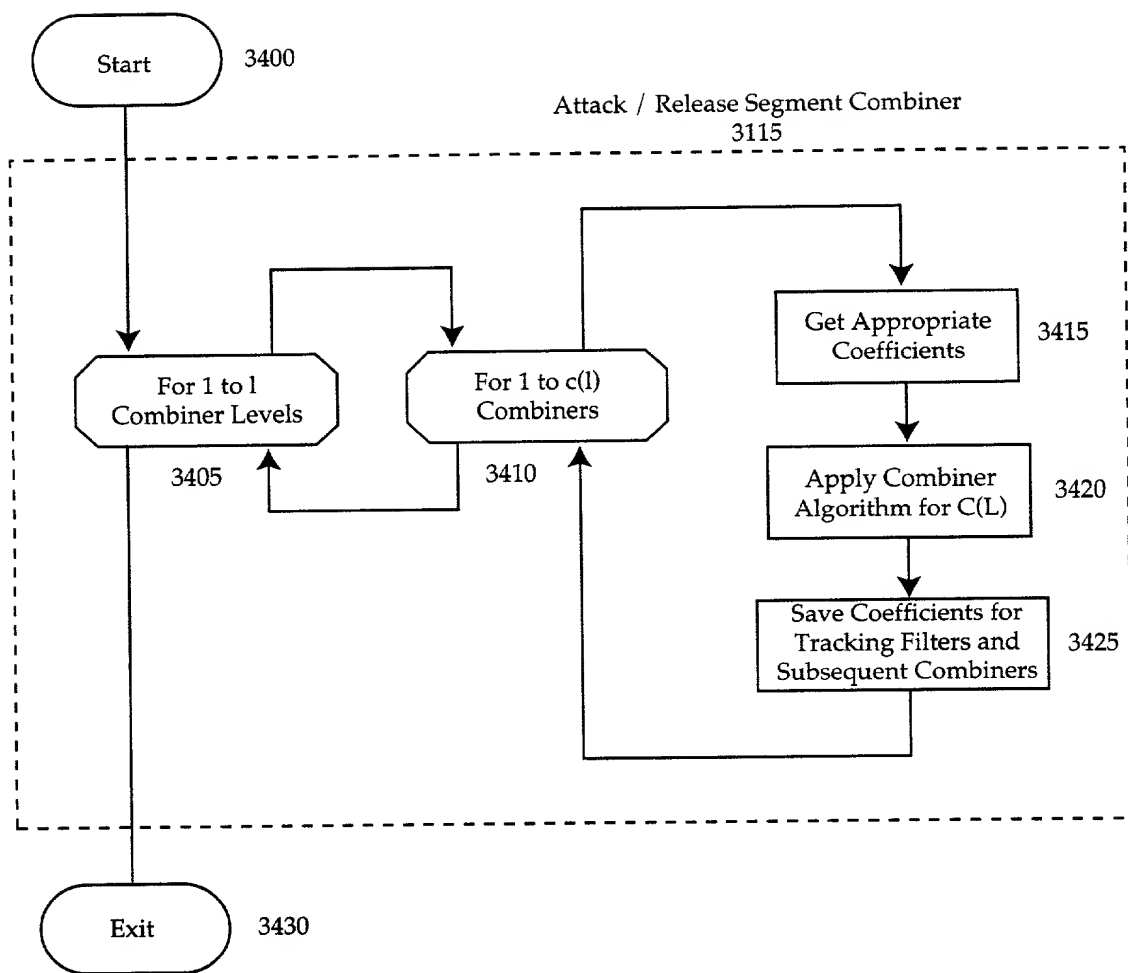 Start
3400
Attack / Release Segment Combiner
3115
Get Appropriate
Coefficients
3415
For 1 to l
Combiner Levels
3405
For 1 to c(l)
Combiners
3410
Apply Combiner
Algorithm for C(L)
3420
Save Coefficients for
Tracking Filters and
Subsequent Combiners
3425
Exit
3430